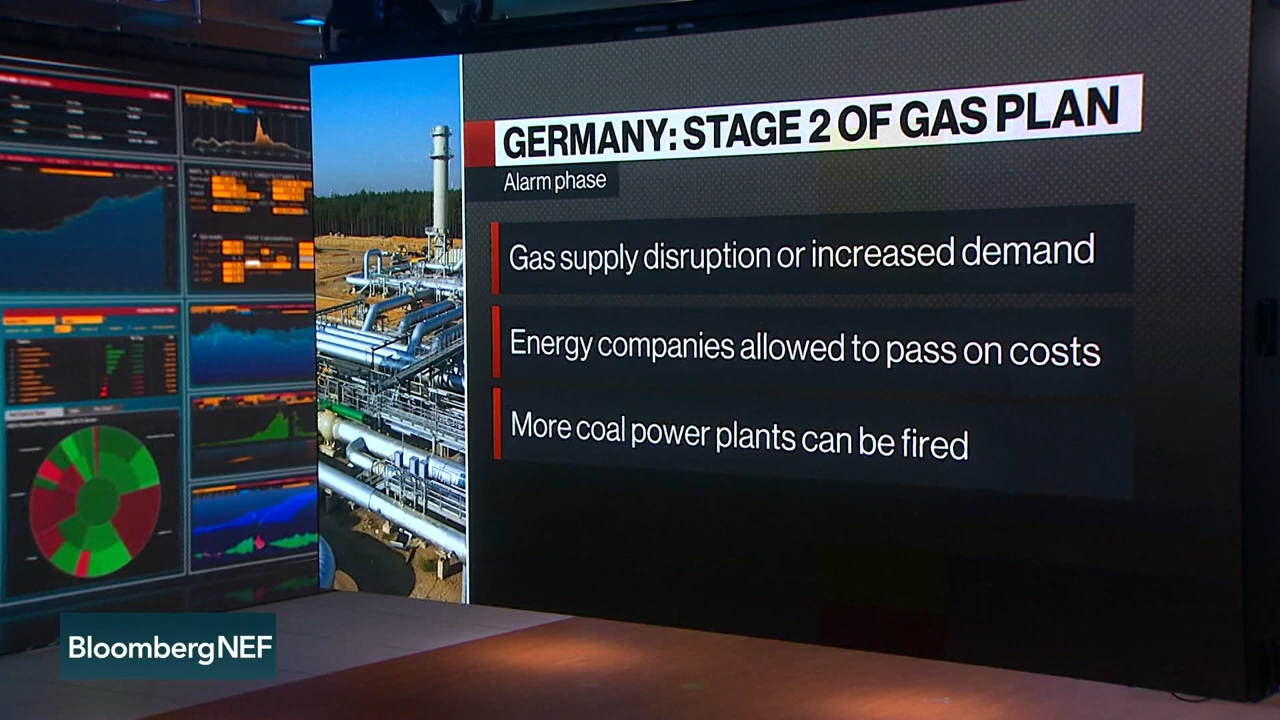 GERMANY: STAGE 2 OF GAS PLAN
Alarm phase
Gas supply disruption or increased demand
Energy companies allowed to pass on costs
More coal power plants can be fired
BloombergNEF